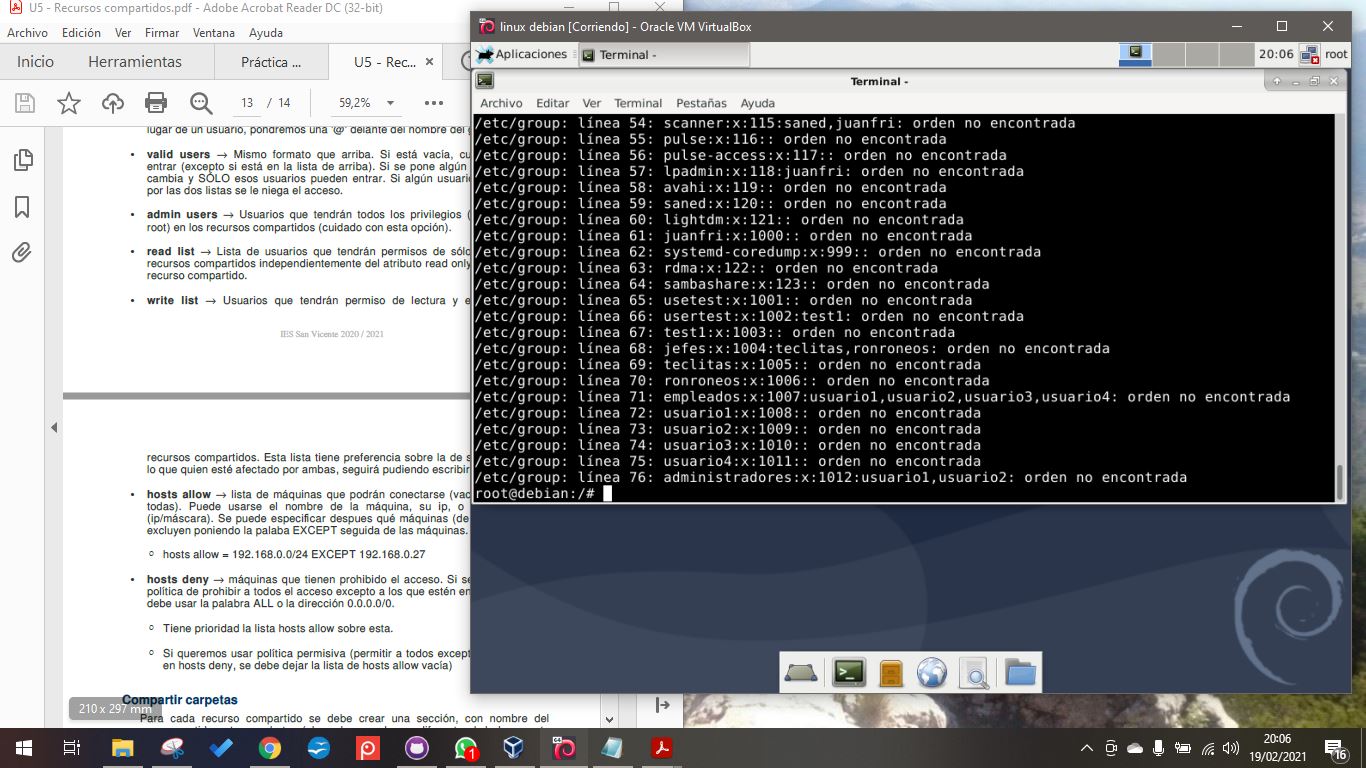 U5 - Recursos compartidos.pdf - Adobe Acrobat Reader DC (32-bit)
Archivo Edición Ver Firmar Ventana Ayuda
Inicio Herramientas Práctica ... U5 - Rec...
13 / 14 59,2%
lugar de un usuario, pondremos una '@' delante del nombre del
valid users → Mismo formato que arriba. Si está vacía, cu
entrar (excepto si está en la lista de arriba). Si se pone algún
cambia y SÓLO esos usuarios pueden entrar. Si algún usuari
por las dos listas se le niega el acceso.
admin users → Usuarios que tendrán todos los privilegios (
root) en los recursos compartidos (cuidado con esta opción).
read list → Lista de usuarios que tendrán permisos de sólo
recursos compartidos independientemente del atributo read only
recurso compartido.
write list → Usuarios que tendrán permiso de lectura y e
IES San Vicente 2020 / 2021
recursos compartidos. Esta lista tiene preferencia sobre la de s
lo que quien esté afectado por ambas, seguirá pudiendo escribir
hosts allow → lista de máquinas que podrán conectarse (vac
todas). Puede usarse el nombre de la máquina, su ip, o
(ip/máscara). Se puede especificar despues qué máquinas (de
excluyen poniendo la palaba EXCEPT seguida de las máquinas.
hosts allow = 192.168.0.0/24 EXCEPT 192.168.0.27
hosts deny → máquinas que tienen prohibido el acceso. Si se
política de prohibir a todos el acceso excepto a los que estén en
debe usar la palabra ALL o la dirección 0.0.0.0/0.
Tiene prioridad la lista hosts allow sobre esta.
Si queremos usar política permisiva (permitir a todos except
en hosts deny, se debe dejar la lista de hosts allow vacía)
Compartir carpetas
210 x 297 mm
Para cada recurso compartido se debe crear una sección, con nombre del
linux debian [Corriendo] - Oracle VM VirtualBox
Aplicaciones Terminal - 20:06 root
Terminal -
Archivo Editar Ver Terminal Pestañas Ayuda
/etc/group: línea 54: scanner:x:115:saned,juanfri: orden no encontrada
/etc/group: línea 55: pulse:x:116:: orden no encontrada
/etc/group: línea 56: pulse-access:x:117:: orden no encontrada
/etc/group: línea 57: lpadmin:x:118:juanfri: orden no encontrada
/etc/group: línea 58: avahi:x:119:: orden no encontrada
/etc/group: línea 59: saned:x:120:: orden no encontrada
/etc/group: línea 60: lightdm:x:121:: orden no encontrada
/etc/group: línea 61: juanfri:x:1000:: orden no encontrada
/etc/group: línea 62: systemd-coredump:x:999:: orden no encontrada
/etc/group: línea 63: rdma:x:122:: orden no encontrada
/etc/group: línea 64: sambashare:x:123:: orden no encontrada
/etc/group: línea 65: usetest:x:1001:: orden no encontrada
/etc/group: línea 66: usertest:x:1002:test1: orden no encontrada
/etc/group: línea 67: test1:x:1003:: orden no encontrada
/etc/group: línea 68: jefes:x:1004:teclitas,ronroneos: orden no encontrada
/etc/group: línea 69: teclitas:x:1005:: orden no encontrada
/etc/group: línea 70: ronroneos:x:1006:: orden no encontrada
/etc/group: línea 71: empleados:x:1007:usuario1,usuario2,usuario3,usuario4: orden no encontrada
/etc/group: línea 72: usuario1:x:1008:: orden no encontrada
/etc/group: línea 73: usuario2:x:1009:: orden no encontrada
/etc/group: línea 74: usuario3:x:1010:: orden no encontrada
/etc/group: línea 75: usuario4:x:1011:: orden no encontrada
/etc/group: línea 76: administradores:x:1012:usuario1,usuario2: orden no encontrada
root@debian:/#
20:06
19/02/2021
1
16